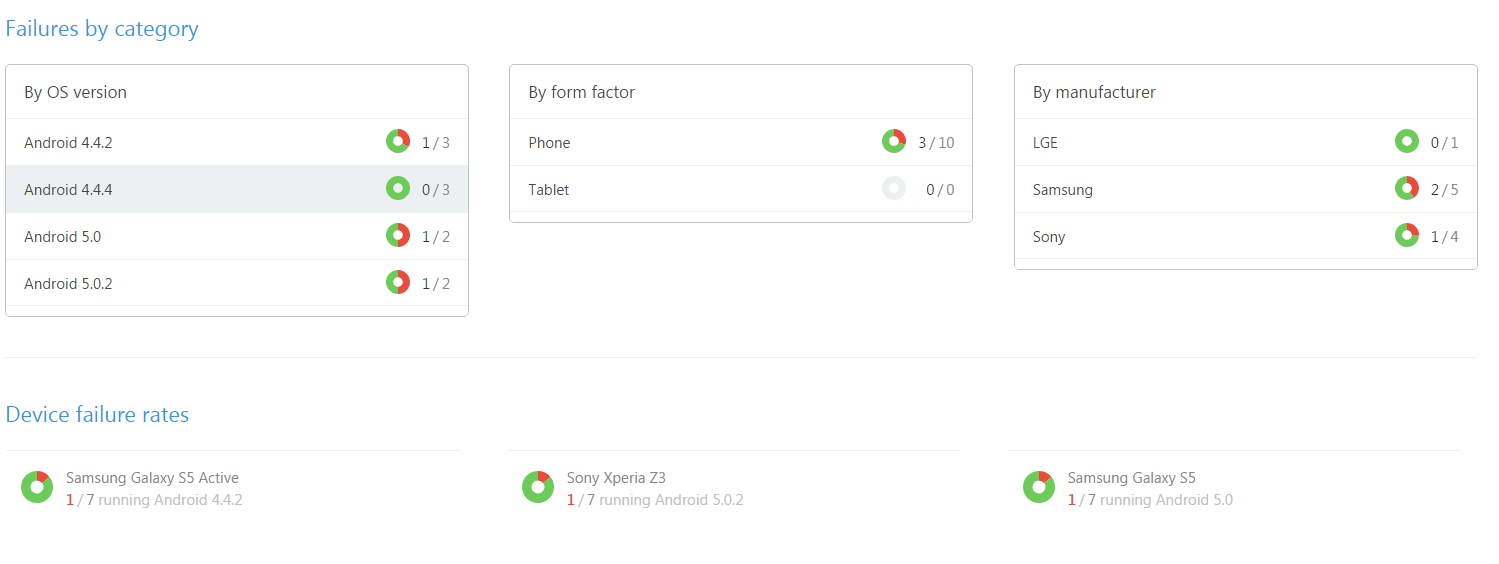 Failures by category
By OS version
Android 4.4.2 1 / 3
Android 4.4.4 0 / 3
Android 5.0 1 / 2
Android 5.0.2 1 / 2
By form factor
Phone 3 / 10
Tablet 0 / 0
By manufacturer
LGE 0 / 1
Samsung 2 / 5
Sony 1 / 4
Device failure rates
Samsung Galaxy S5 Active
1 / 7 running Android 4.4.2
Sony Xperia Z3
1 / 7 running Android 5.0.2
Samsung Galaxy S5
1 / 7 running Android 5.0